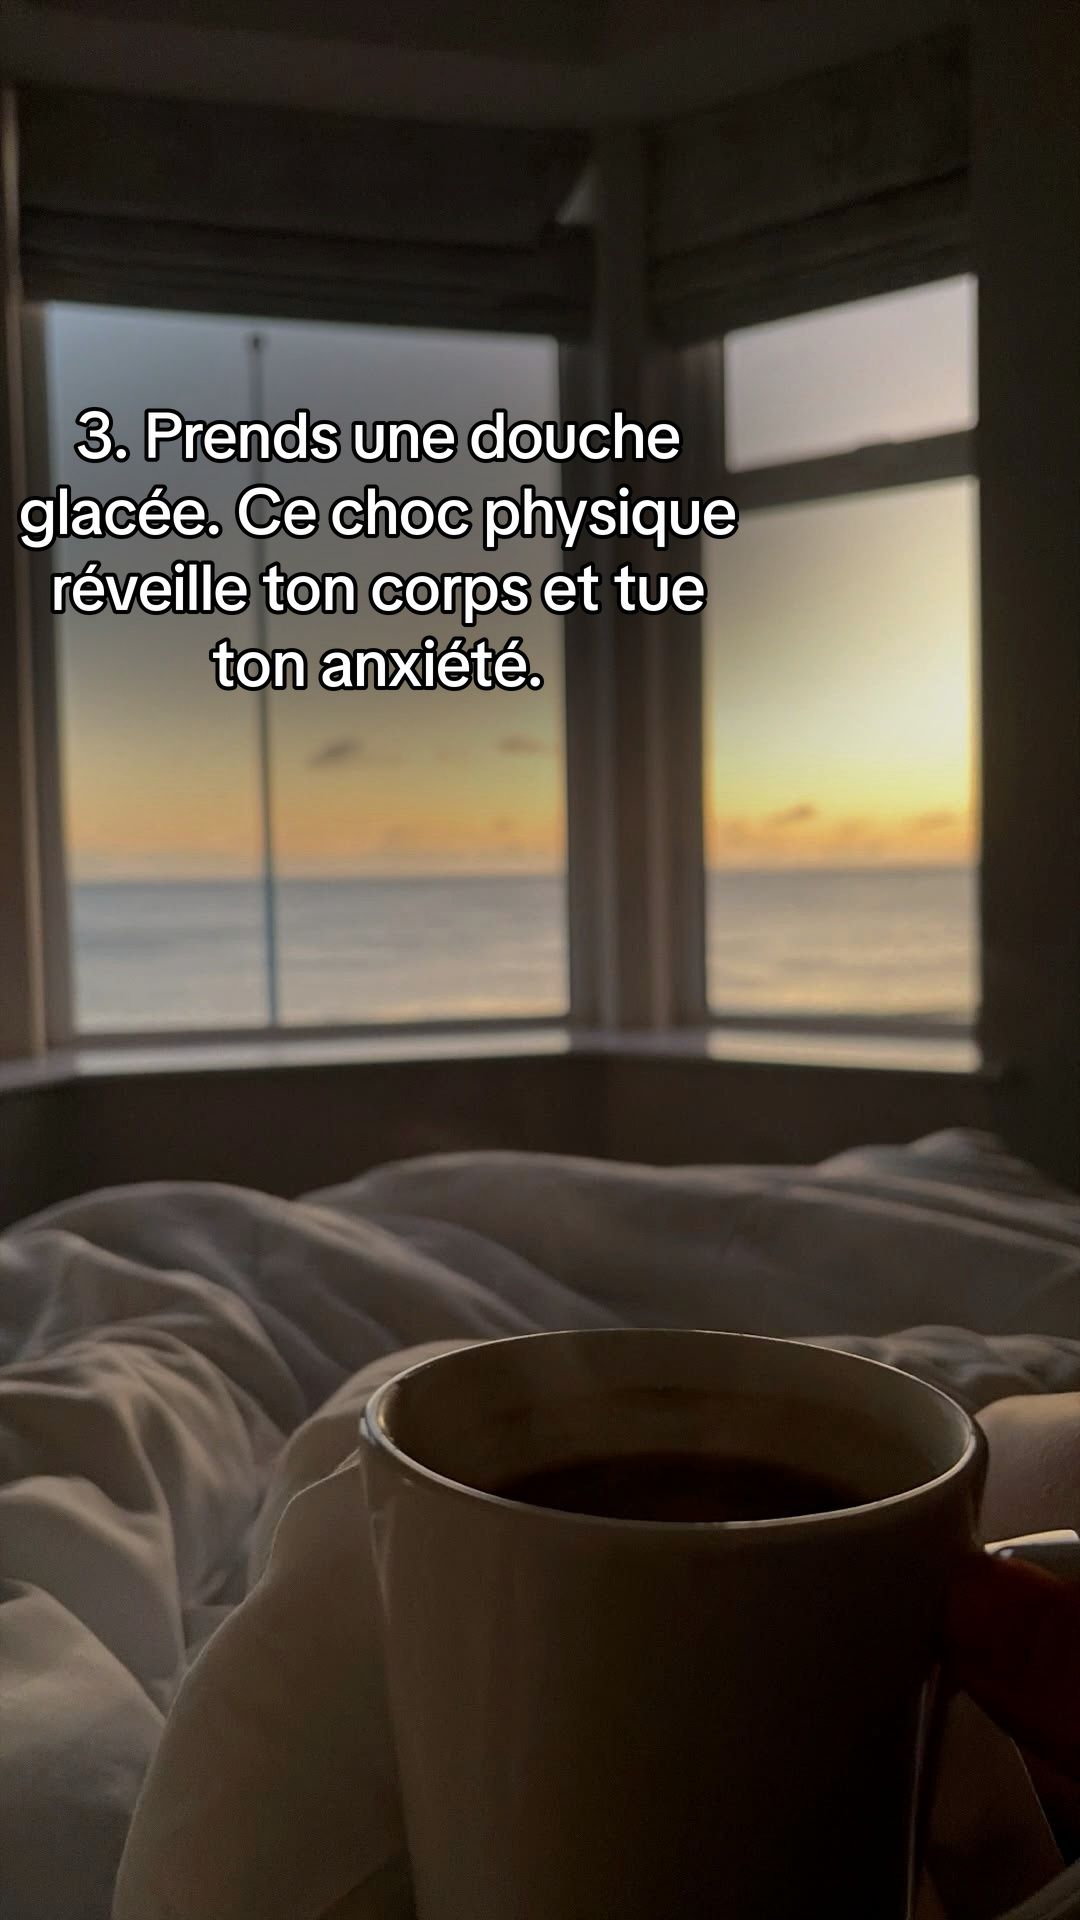 3. Prends une douche
glacée. Ce choc physique
réveille ton corps et tue
ton anxiété.